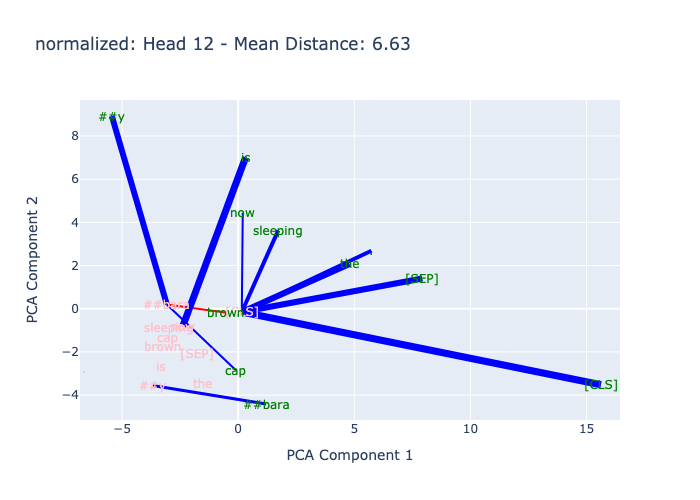 normalized: Head 12 - Mean Distance: 6.63
##y
8
is
6
now
4
sleeping
the
2
[SEP]
##bara
0
brown
sleeping
cap
brown
[SEP]
−2
is
cap
##y
the
[CLS]
−4
##bara
−5
0
5
10
15
PCA Component 1
PCA Component 2